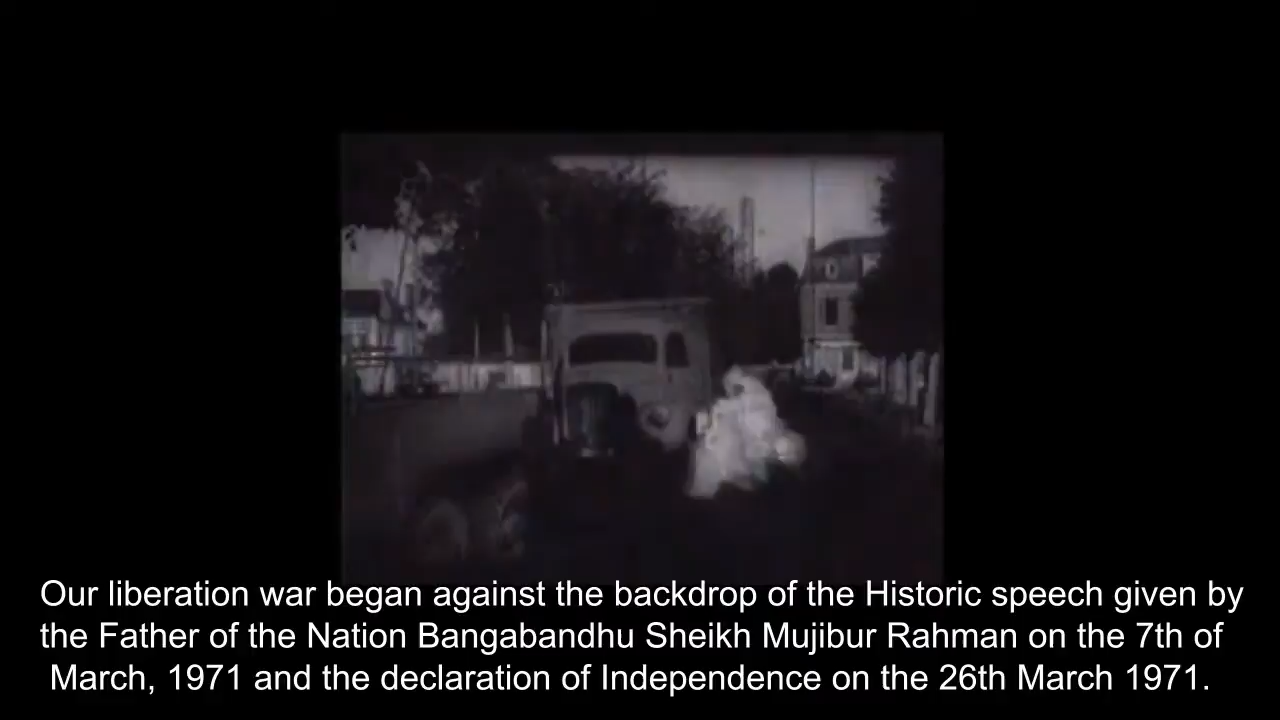 Our liberation war began against the backdrop of the Historic speech given by
the Father of the Nation Bangabandhu Sheikh Mujibur Rahman on the 7th of
March, 1971 and the declaration of Independence on the 26th March 1971.